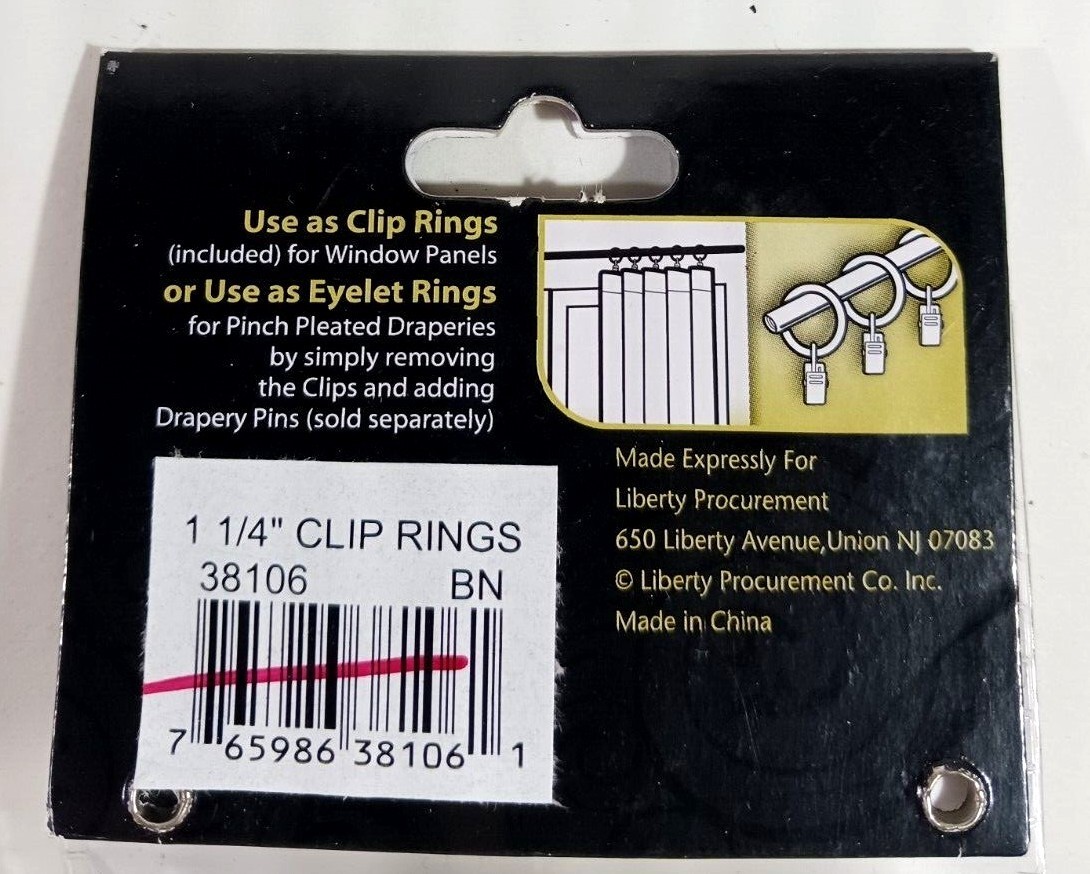 Use as Clip Rings
(included) for Window Panels
or Use as Eyelet Rings
for Pinch Pleated Draperies
by simply removing
the Clips and adding
Drapery Pins (sold separately)
Made Expressly For
Liberty Procurement
650 Liberty Avenue,Union NJ 07083
© Liberty Procurement Co. Inc.
Made in China
1 1/4" CLIP RINGS
38106 BN
7 65986 38106 1